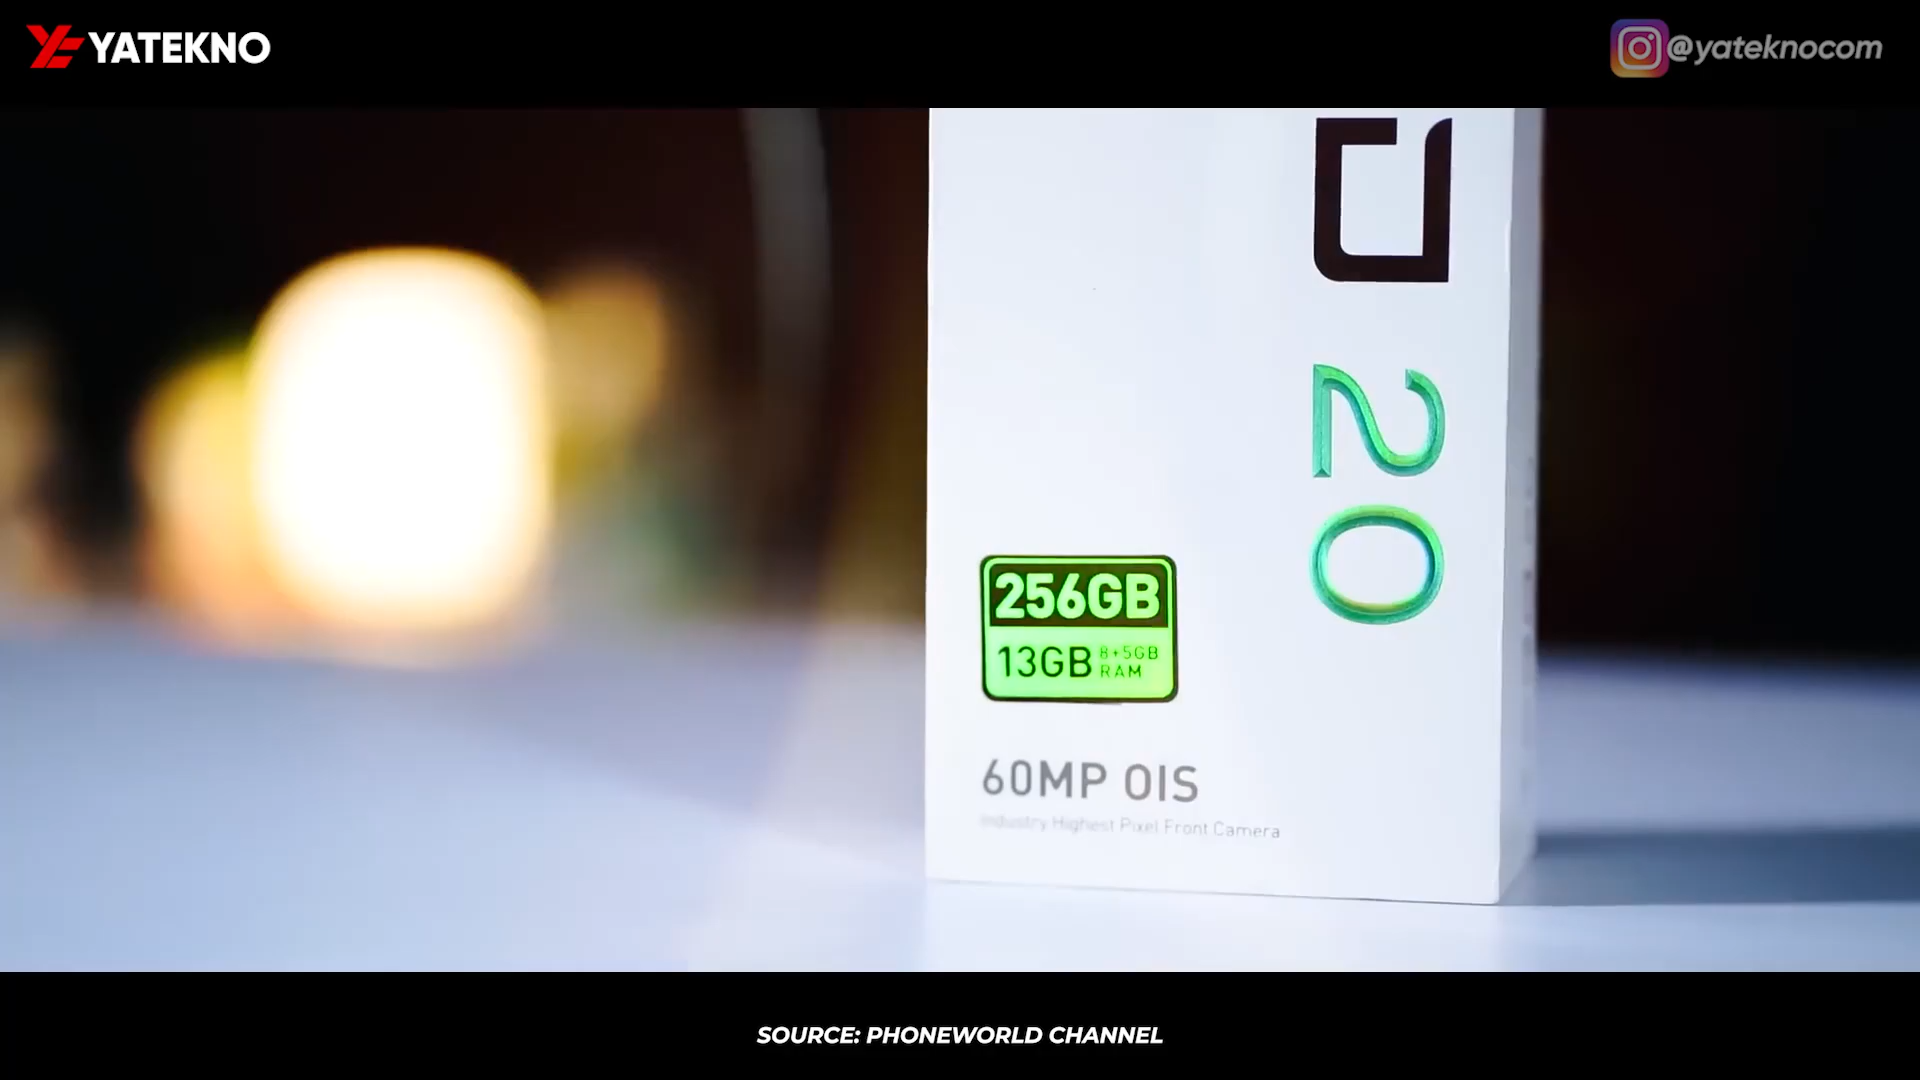 YATEKNO
@yateknocom
20
256GB
13GB 8+5GB
RAM
60MP OIS
Industry Highest Pixel Front Camera
SOURCE: PHONEWORLD CHANNEL